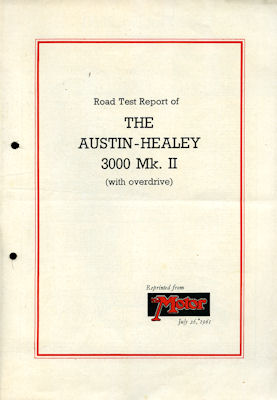 Road Test Report of
THE
AUSTIN-HEALEY
3000 Mk. II
(with overdrive)
Reprinted from
The Motor
July 26, 1961